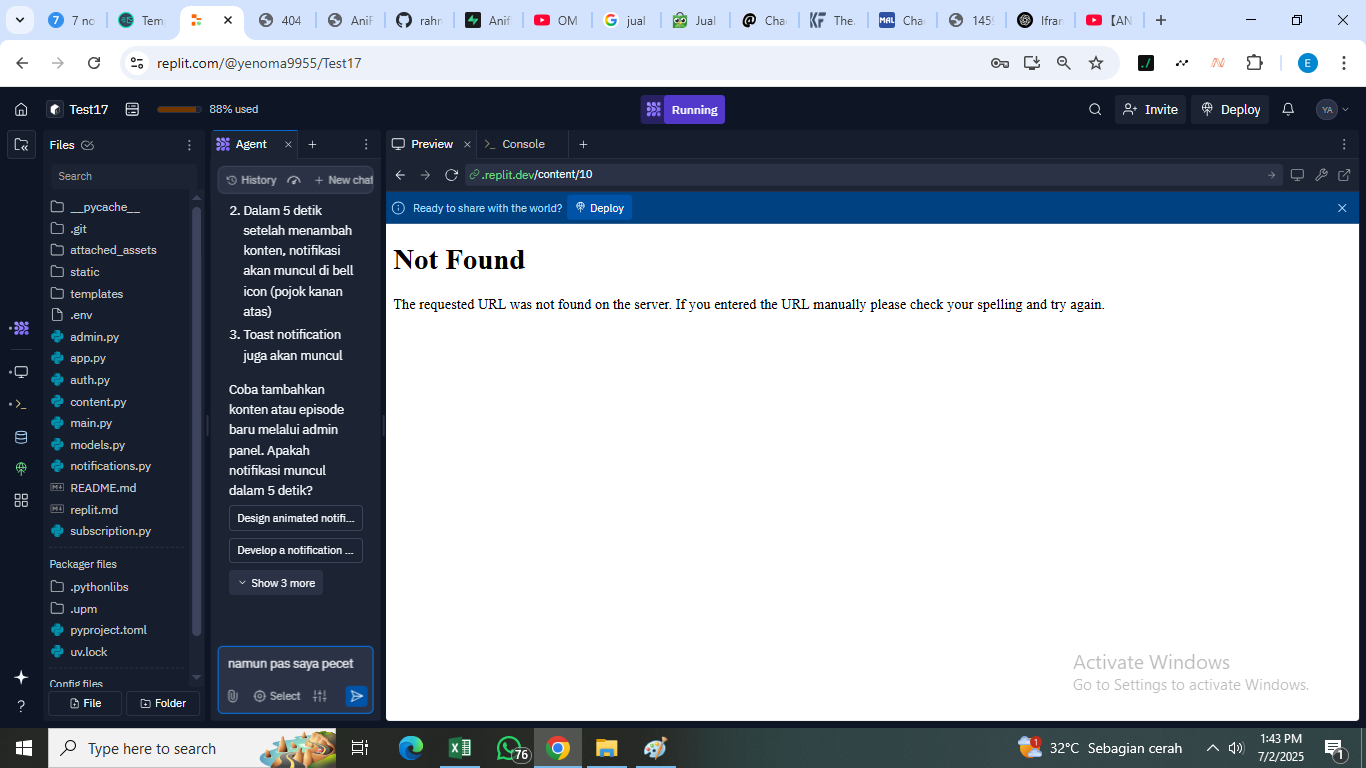 7 no
Tem
404
Anif
rahn
Anif
OM
jual
Jual
Cha
The.
MAL
Cha
145
Ifran
[AN
replit.com/@yenoma9955/Test17
E
Test17
88% used
Running
Invite
Deploy
YA
Files
Search
__pycache__
.git
attached_assets
static
templates
.env
admin.py
app.py
auth.py
content.py
main.py
models.py
notifications.py
README.md
replit.md
subscription.py
Packager files
.pythonlibs
.upm
pyproject.toml
uv.lock
Config files
File
Folder
Agent
History
New chat
2. Dalam 5 detik
setelah menambah
konten, notifikasi
akan muncul di bell
icon (pojok kanan
atas)
3. Toast notification
juga akan muncul
Coba tambahkan
konten atau episode
baru melalui admin
panel. Apakah
notifikasi muncul
dalam 5 detik?
Design animated notifi...
Develop a notification ...
Show 3 more
namun pas saya pecet
Select
Preview
Console
.replit.dev/content/10
Ready to share with the world?
Deploy
Not Found
The requested URL was not found on the server. If you entered the URL manually please check your spelling and try again.
Activate Windows
Go to Settings to activate Windows.
Type here to search
76
1
32°C Sebagian cerah
1:43 PM
7/2/2025
1